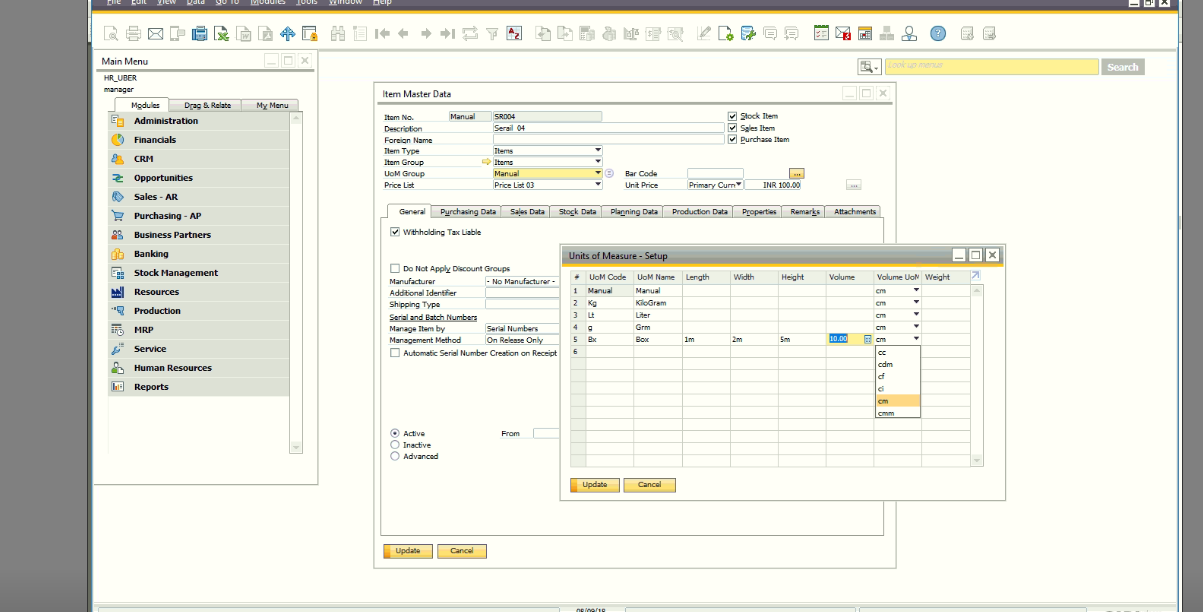 File Edit View Data Go To Modules Tools Window Help
Look up menus
Search
Main Menu
HR_UBER
manager
Modules Drag & Relate My Menu
Administration
Financials
CRM
Opportunities
Sales - AR
Purchasing - AP
Business Partners
Banking
Stock Management
Resources
Production
MRP
Service
Human Resources
Reports
Item Master Data
Item No. Manual SR004
Description Serail 04
Foreign Name
Item Type Items
Item Group Items
UoM Group Manual
Price List Price List 03
Stock Item
Sales Item
Purchase Item
Bar Code ...
Unit Price Primary Curr INR 100.00 ...
General Purchasing Data Sales Data Stock Data Planning Data Production Data Properties Remarks Attachments
Withholding Tax Liable
Do Not Apply Discount Groups
Manufacturer - No Manufacturer -
Additional Identifier
Shipping Type
Serial and Batch Numbers
Manage Item by Serial Numbers
Management Method On Release Only
Automatic Serial Number Creation on Receipt
Active From
Inactive
Advanced
Update Cancel
Units of Measure - Setup
# UoM Code UoM Name Length Width Height Volume Volume UoM Weight
1 Manual Manual cm
2 Kg KiloGram cm
3 Lt Liter cm
4 g Grm cm
5 Bx Box 1m 2m 5m 10.00 cm
6
cc
cdm
cf
ci
cm
cmm
Update Cancel
08/09/18